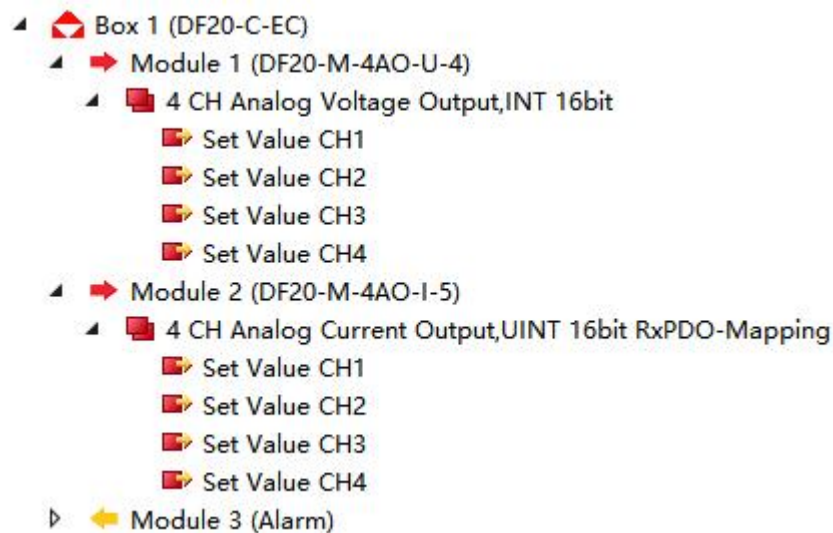 Box 1 (DF20-C-EC)
Module 1 (DF20-M-4AO-U-4)
4 CH Analog Voltage Output,INT 16bit
Set Value CH1
Set Value CH2
Set Value CH3
Set Value CH4
Module 2 (DF20-M-4AO-I-5)
4 CH Analog Current Output,UINT 16bit RxPDO-Mapping
Set Value CH1
Set Value CH2
Set Value CH3
Set Value CH4
Module 3 (Alarm)